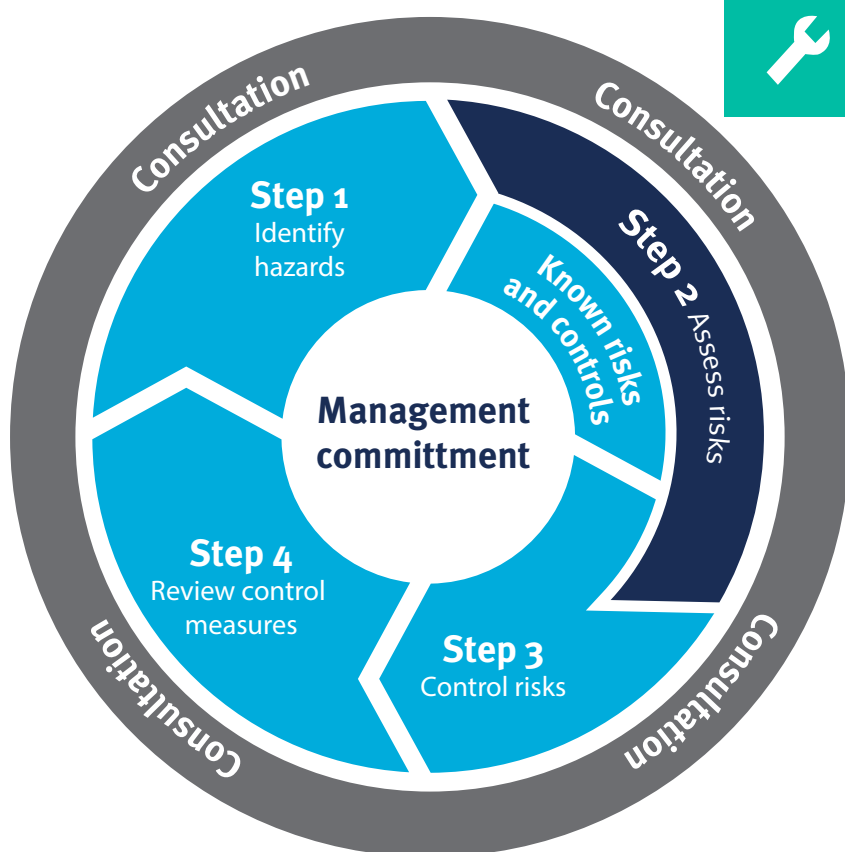 Consultation
Consultation
Step 1
Identify
hazards
Step 2 Assess risks
Known risks
and controls
Management
committment
Step 4
Review control
measures
Step 3
Control risks
Consultation
Consultation